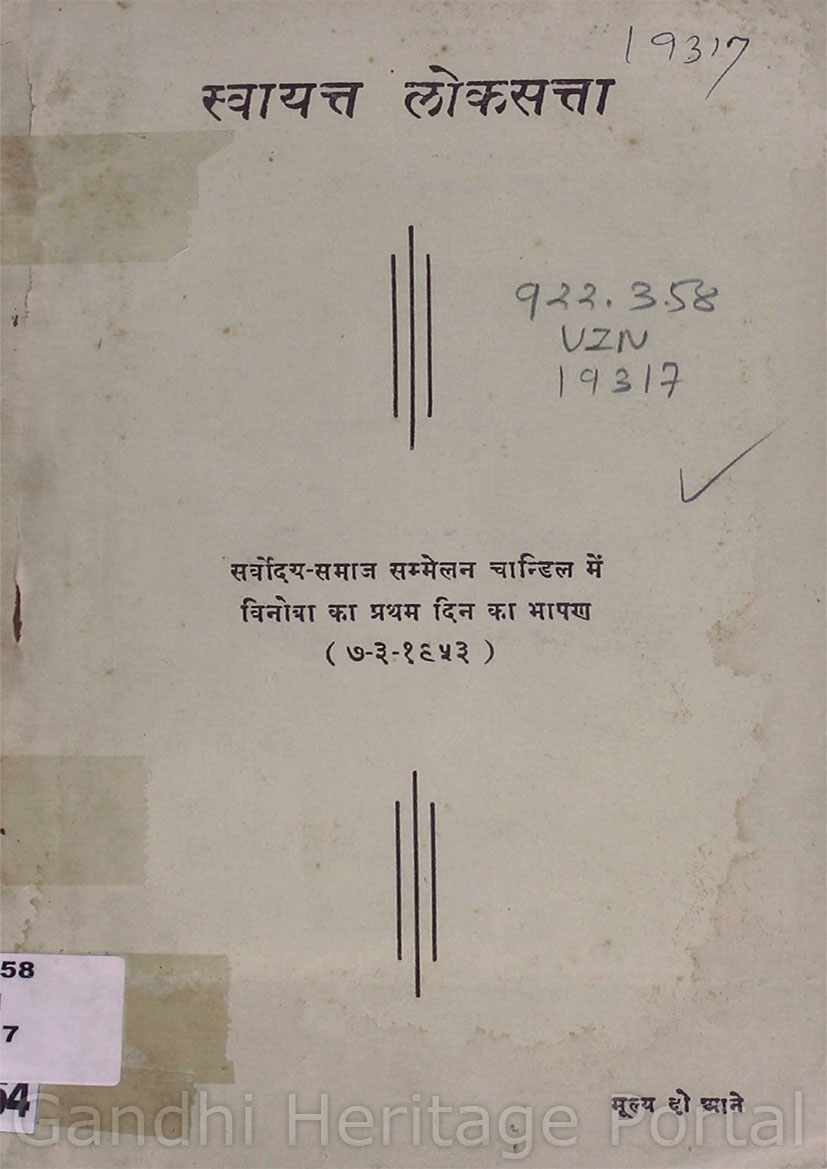 19317
स्वायत्त लोकसत्ता
922.3.58
VIN
19317
सर्वोदय-समाज सम्मेलन चान्डिल में
विनोबा का प्रथम दिन का भाषण
( ७-३-१९५३ )
58
7
54
मूल्य दो आने
Gandhi Heritage Portal